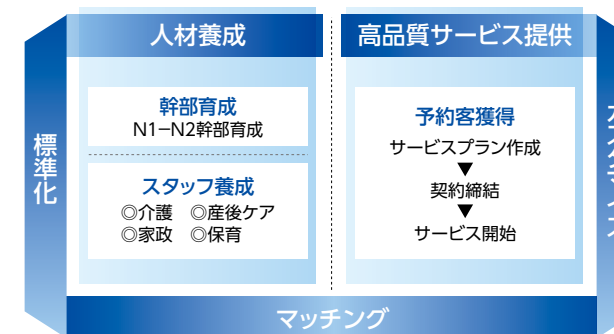 人材養成
高品質サービス提供
標準化
幹部育成
N1−N2幹部育成
スタッフ養成
◎介護 ◎産後ケア
◎家政 ◎保育
予約客獲得
サービスプラン作成
▼
契約締結
▼
サービス開始
マッチング